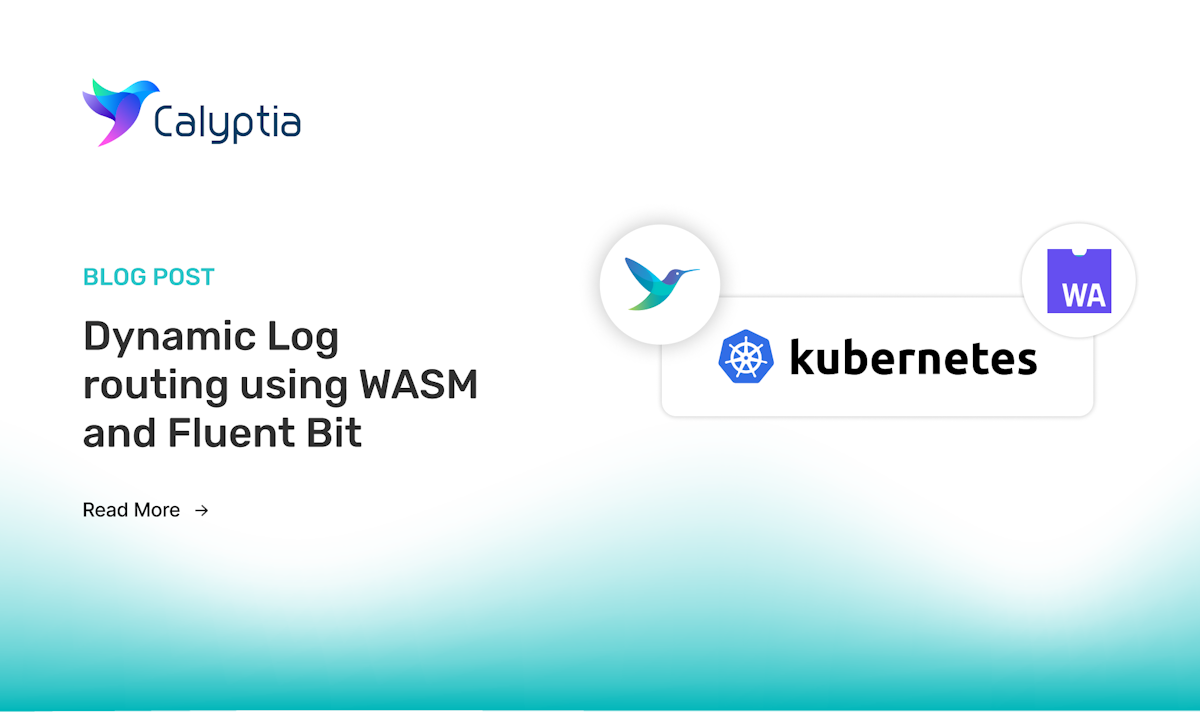 Calyptia
BLOG POST
Dynamic Log
routing using WASM
and Fluent Bit
Read More →
WA
kubernetes